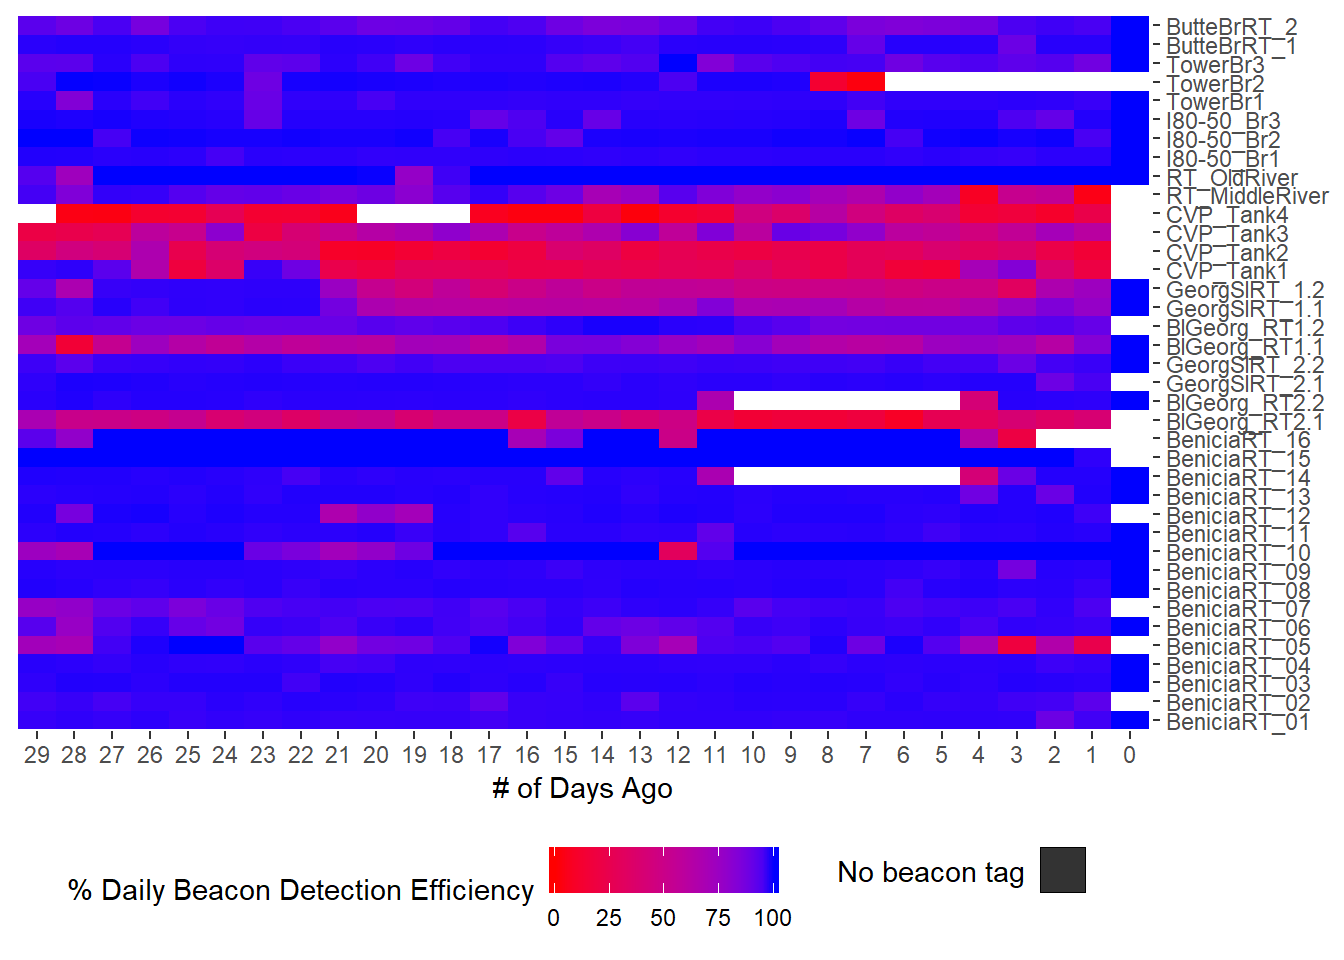 ButteBrRT_2
ButteBrRT_1
TowerBr3
TowerBr2
TowerBr1
I80-50_Br3
I80-50_Br2
I80-50_Br1
RT_OldRiver
RT_MiddleRiver
CVP_Tank4
CVP_Tank3
CVP_Tank2
CVP_Tank1
GeorgSlRT_1.2
GeorgSlRT_1.1
BlGeorg_RT1.2
BlGeorg_RT1.1
GeorgSlRT_2.2
GeorgSlRT_2.1
BlGeorg_RT2.2
BlGeorg_RT2.1
BeniciaRT_16
BeniciaRT_15
BeniciaRT_14
BeniciaRT_13
BeniciaRT_12
BeniciaRT_11
BeniciaRT_10
BeniciaRT_09
BeniciaRT_08
BeniciaRT_07
BeniciaRT_06
BeniciaRT_05
BeniciaRT_04
BeniciaRT_03
BeniciaRT_02
BeniciaRT_01
29 28 27 26 25 24 23 22 21 20 19 18 17 16 15 14 13 12 11 10 9 8 7 6 5 4 3 2 1 0
# of Days Ago
% Daily Beacon Detection Efficiency
0 25 50 75 100
No beacon tag